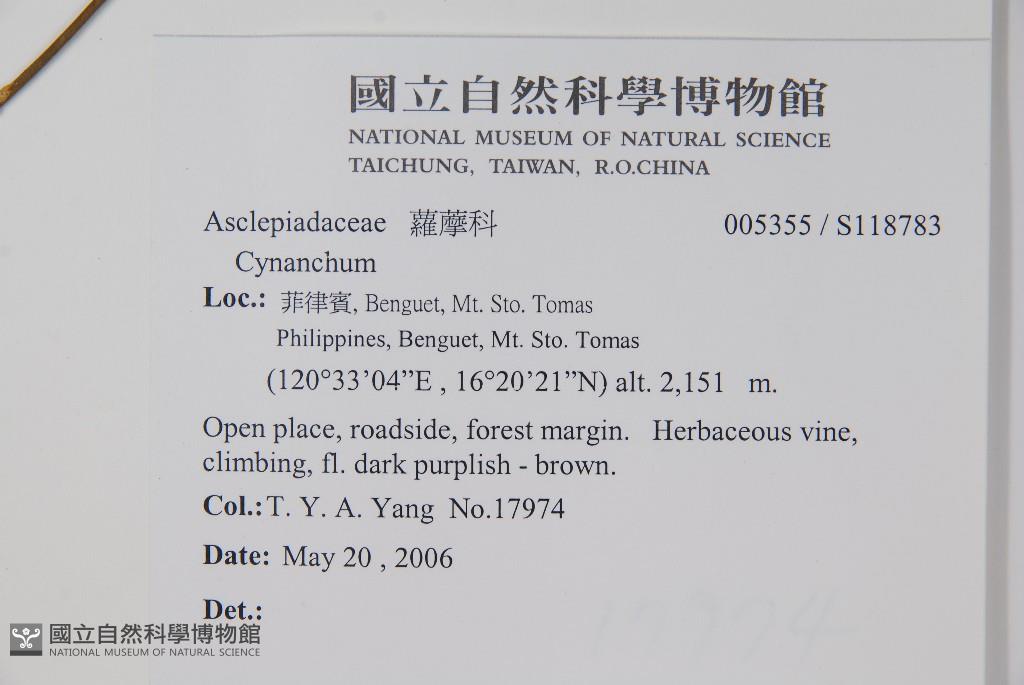 國立自然科學博物館
NATIONAL MUSEUM OF NATURAL SCIENCE
TAICHUNG, TAIWAN, R.O.CHINA
Asclepiadaceae 蘿藦科 005355 / S118783
Cynanchum
Loc.: 菲律賓, Benguet, Mt. Sto. Tomas
Philippines, Benguet, Mt. Sto. Tomas
(120°33’04”E , 16°20’21”N) alt. 2,151 m.
Open place, roadside, forest margin. Herbaceous vine,
climbing, fl. dark purplish - brown.
Col.: T. Y. A. Yang No.17974
Date: May 20 , 2006
Det.:
國立自然科學博物館
NATIONAL MUSEUM OF NATURAL SCIENCE